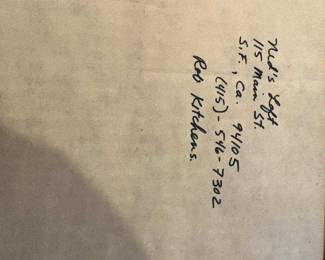 Ned's Loft
115 Main St.
S.F., Ca. 94105
(415)-546-7302
Rob Kitchens.